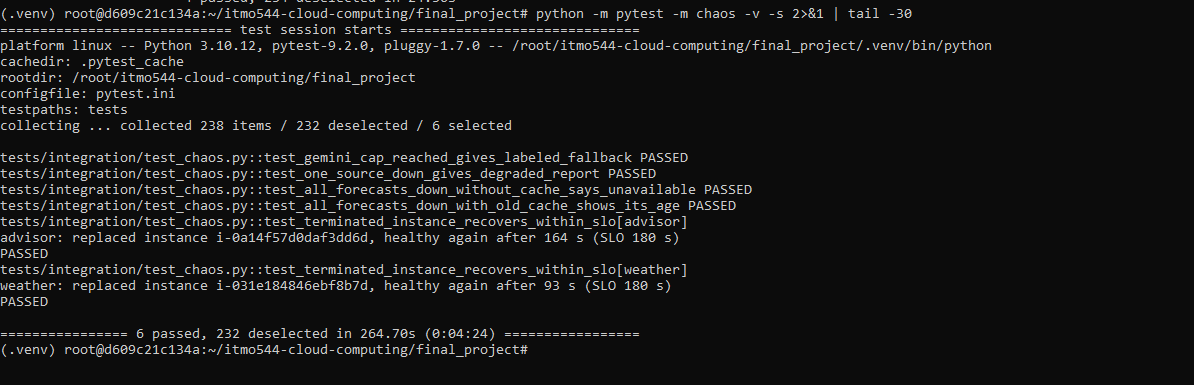 (.venv) root@d609c21c134a:~/itmo544-cloud-computing/final_project# python -m pytest -m chaos -v -s 2>&1 | tail -30
============================= test session starts ==============================
platform linux -- Python 3.10.12, pytest-9.2.0, pluggy-1.7.0 -- /root/itmo544-cloud-computing/final_project/.venv/bin/python
cachedir: .pytest_cache
rootdir: /root/itmo544-cloud-computing/final_project
configfile: pytest.ini
testpaths: tests
collecting ... collected 238 items / 232 deselected / 6 selected

tests/integration/test_chaos.py::test_gemini_cap_reached_gives_labeled_fallback PASSED
tests/integration/test_chaos.py::test_one_source_down_gives_degraded_report PASSED
tests/integration/test_chaos.py::test_all_forecasts_down_without_cache_says_unavailable PASSED
tests/integration/test_chaos.py::test_all_forecasts_down_with_old_cache_shows_its_age PASSED
tests/integration/test_chaos.py::test_terminated_instance_recovers_within_slo[advisor]
advisor: replaced instance i-0a14f57d0daf3dd6d, healthy again after 164 s (SLO 180 s)
PASSED
tests/integration/test_chaos.py::test_terminated_instance_recovers_within_slo[weather]
weather: replaced instance i-031e184846ebf8b7d, healthy again after 93 s (SLO 180 s)
PASSED

================ 6 passed, 232 deselected in 264.70s (0:04:24) =================
(.venv) root@d609c21c134a:~/itmo544-cloud-computing/final_project#